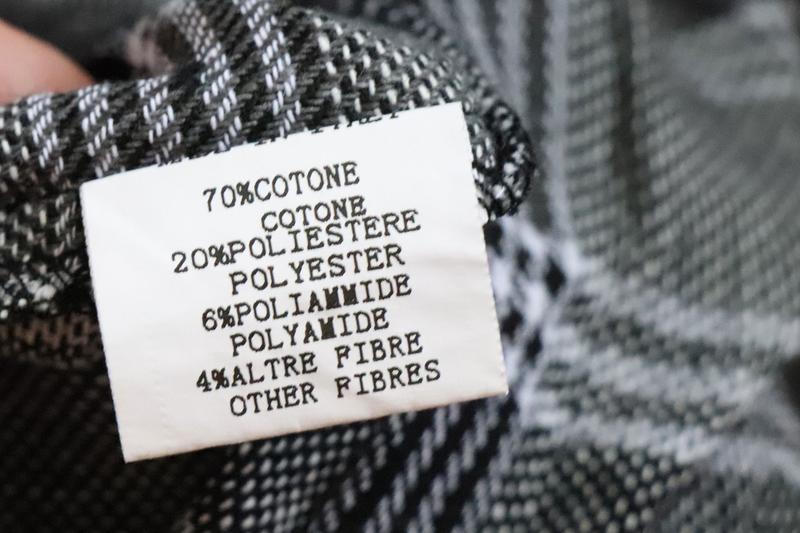 70%COTONE
COTONE
20%POLIESTERE
POLYESTER
6%POLIAMMIDE
POLYAMIDE
4%ALTRE FIBRE
OTHER FIBRES